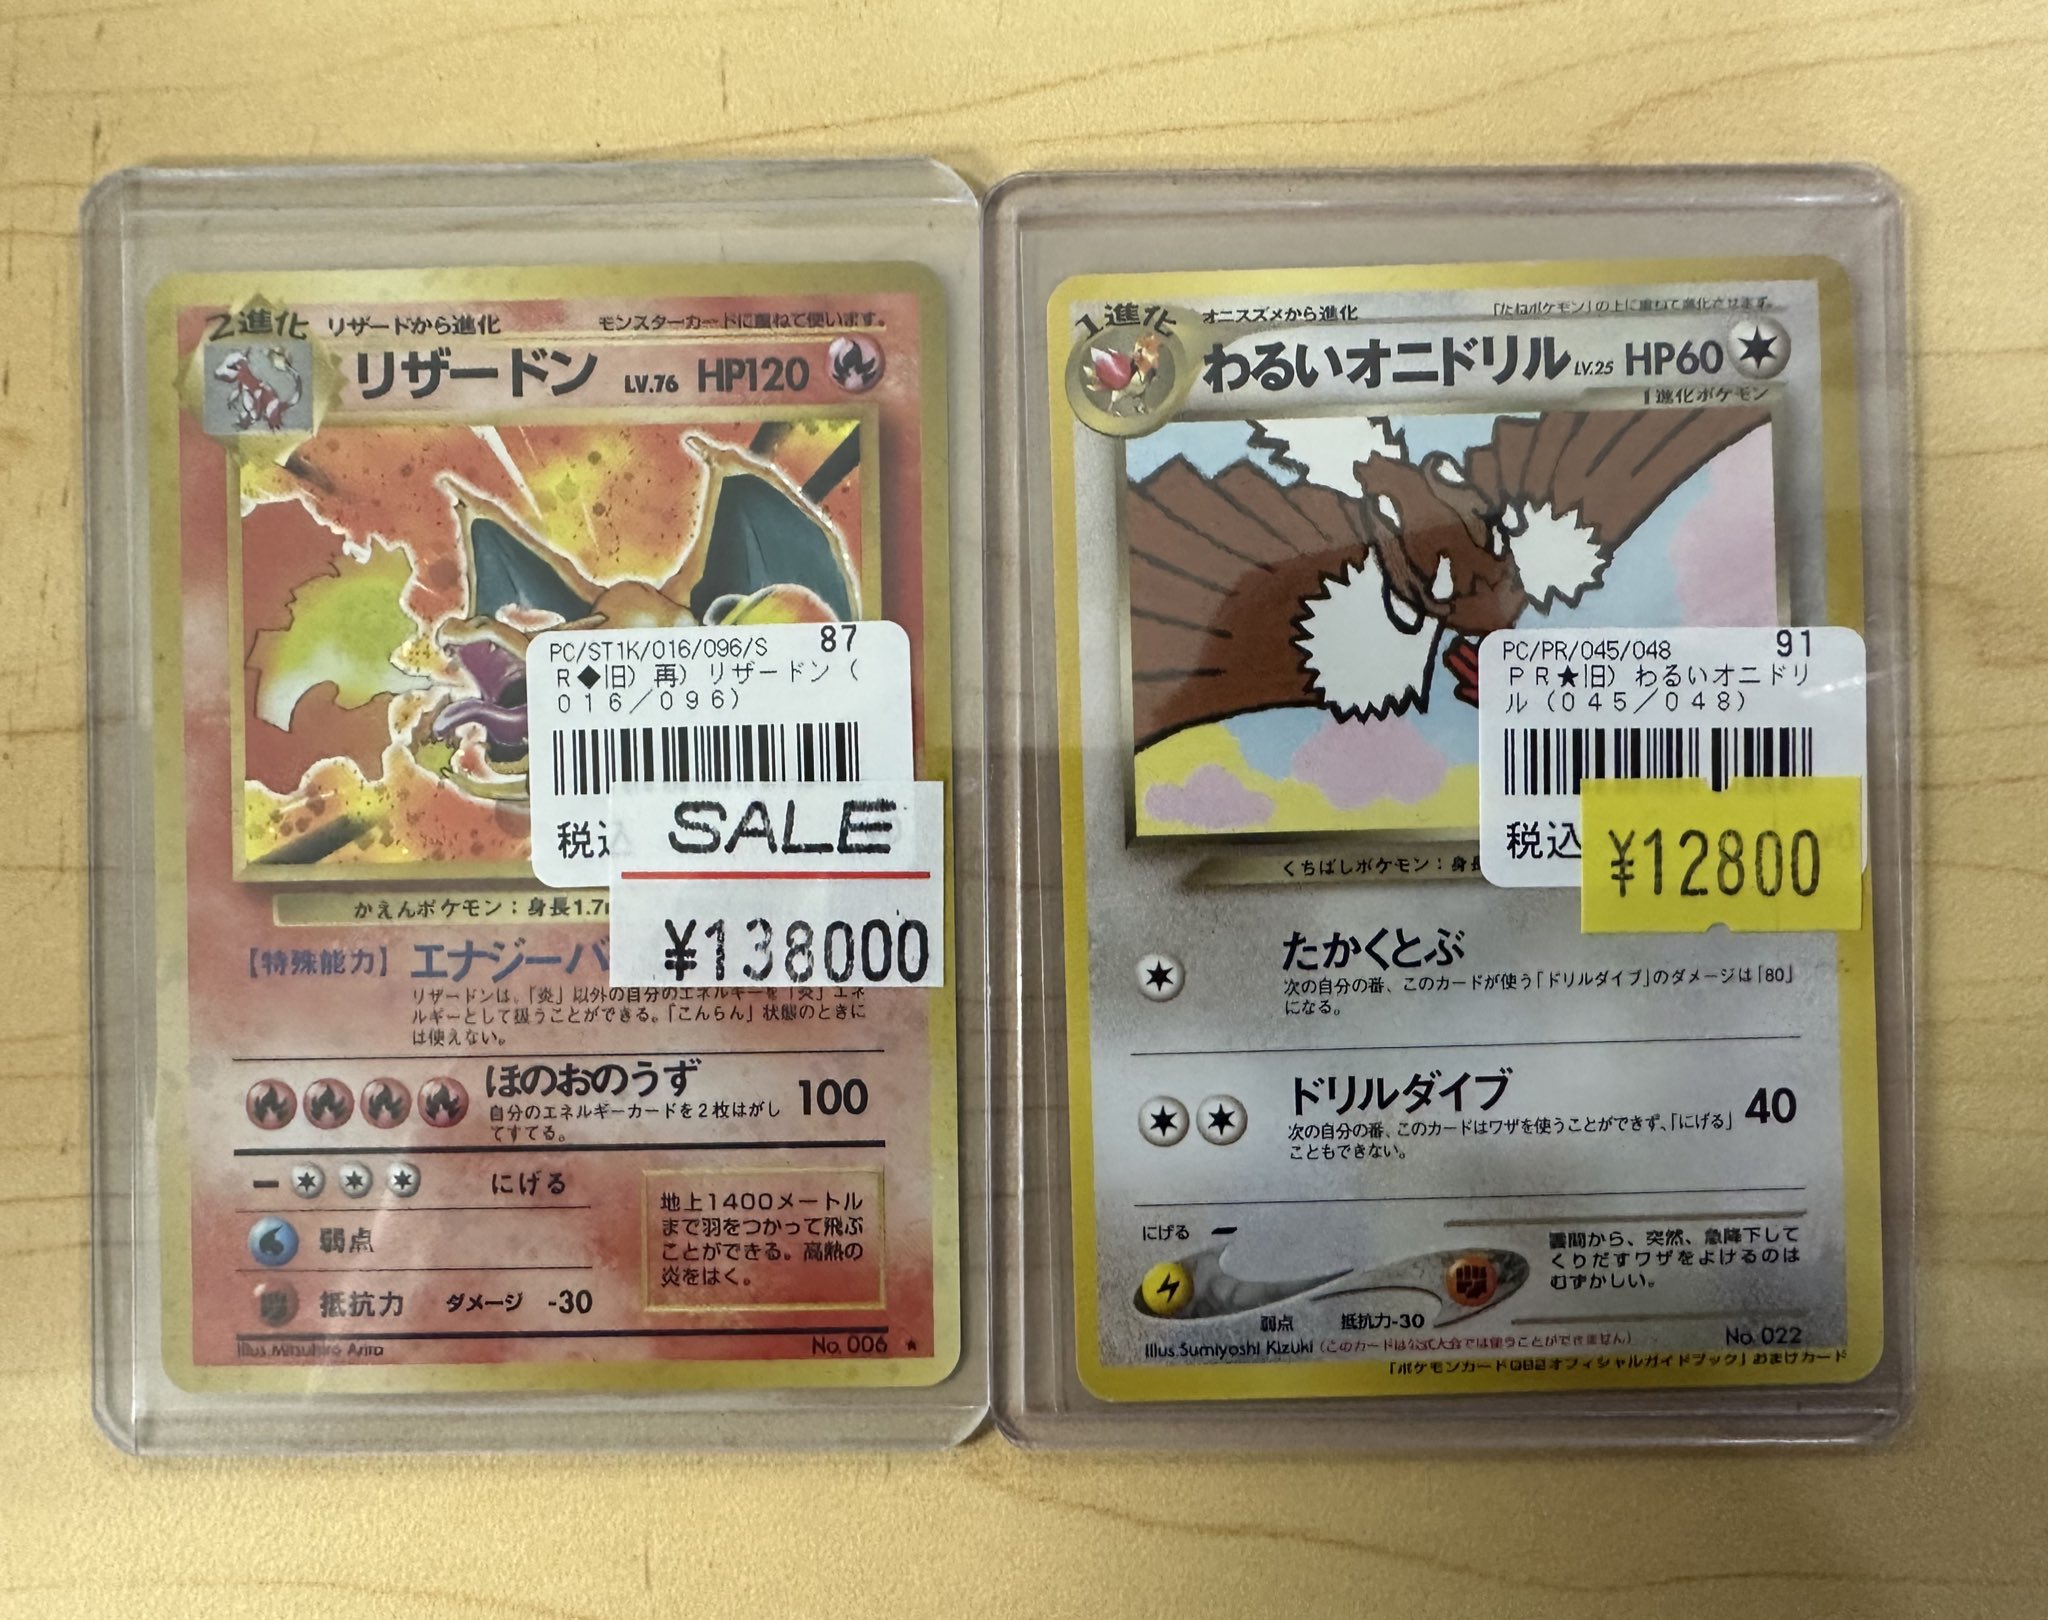 2進化
リザードから進化
モンスターカードに重ねて使います。
リザードン LV.76 HP120
PC/ST1K/016/096/S 87
R◆旧) 再) リザードン(
016/096)
税込
SALE
¥138000
かえんポケモン：身長1.7
【特殊能力】 エナジーバ
リザードンは、「炎」以外の自分のエネルギーを「炎」エネ
ルギーとして扱うことができる。「こんらん」状態のときに
は使えない。
ほのおのうず 100
自分のエネルギーカードを2枚はがし
てすてる。
にげる
弱点
抵抗力 ダメージ -30
地上1400メートル
まで羽をつかって飛ぶ
ことができる。高熱の
炎をはく。
Illus.Mitsuhiro Arita No. 006 ★
1進化
オニスズメから進化
「たねポケモン」の上に重ねて進化させます。
わるいオニドリル LV.25 HP60
1進化ポケモン
PC/PR/045/048 91
PR★旧) わるいオニドリ
ル(045/048)
税込
¥12800
くちばしポケモン：身長
たかくとぶ
次の自分の番、このカードが使う「ドリルダイブ」のダメージは「80」
になる。
ドリルダイブ 40
次の自分の番、このカードはワザを使うことができず、「にげる」
こともできない。
にげる
弱点
抵抗力-30
雲間から、突然、急降下して
くりだすワザをよけるのは
むずかしい。
Illus.Sumiyoshi Kizuki (このカードは公式大会では使うことができません) No. 022
「ポケモンカードGB2オフィシャルガイドブック」おまけカード